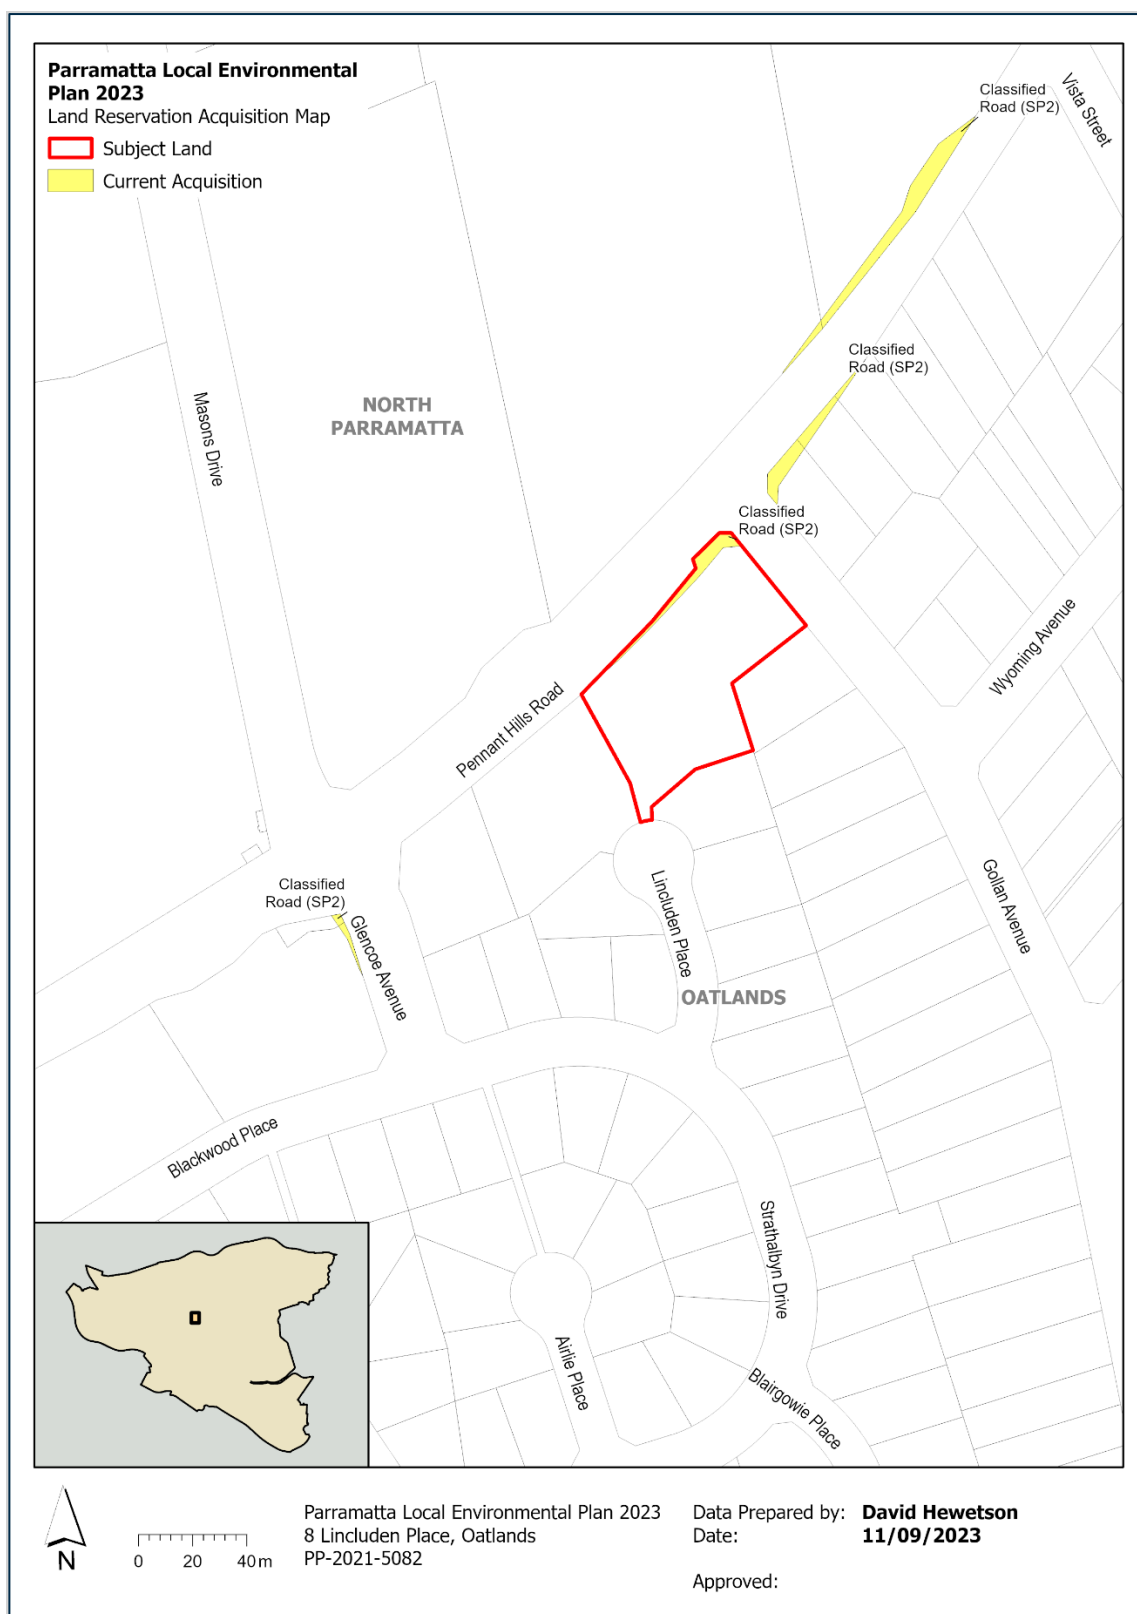 Parramatta Local Environmental
Plan 2023
Land Reservation Acquisition Map
Subject Land
Current Acquisition
Classified
Road (SP2)
Vista Street
Classified
Road (SP2)
Masons Drive
NORTH
PARRAMATTA
Classified
Road (SP2)
Wyoming Avenue
Pennant Hills Road
Classified
Road (SP2)
Glencoe Avenue
Lincluden Place
Gollan Avenue
OATLANDS
Blackwood Place
Strathalbyn Drive
Airlie Place
Blairgowie Place
N
0 20 40 m
Parramatta Local Environmental Plan 2023
8 Lincluden Place, Oatlands
PP-2021-5082
Data Prepared by: David Hewetson
Date: 11/09/2023
Approved: